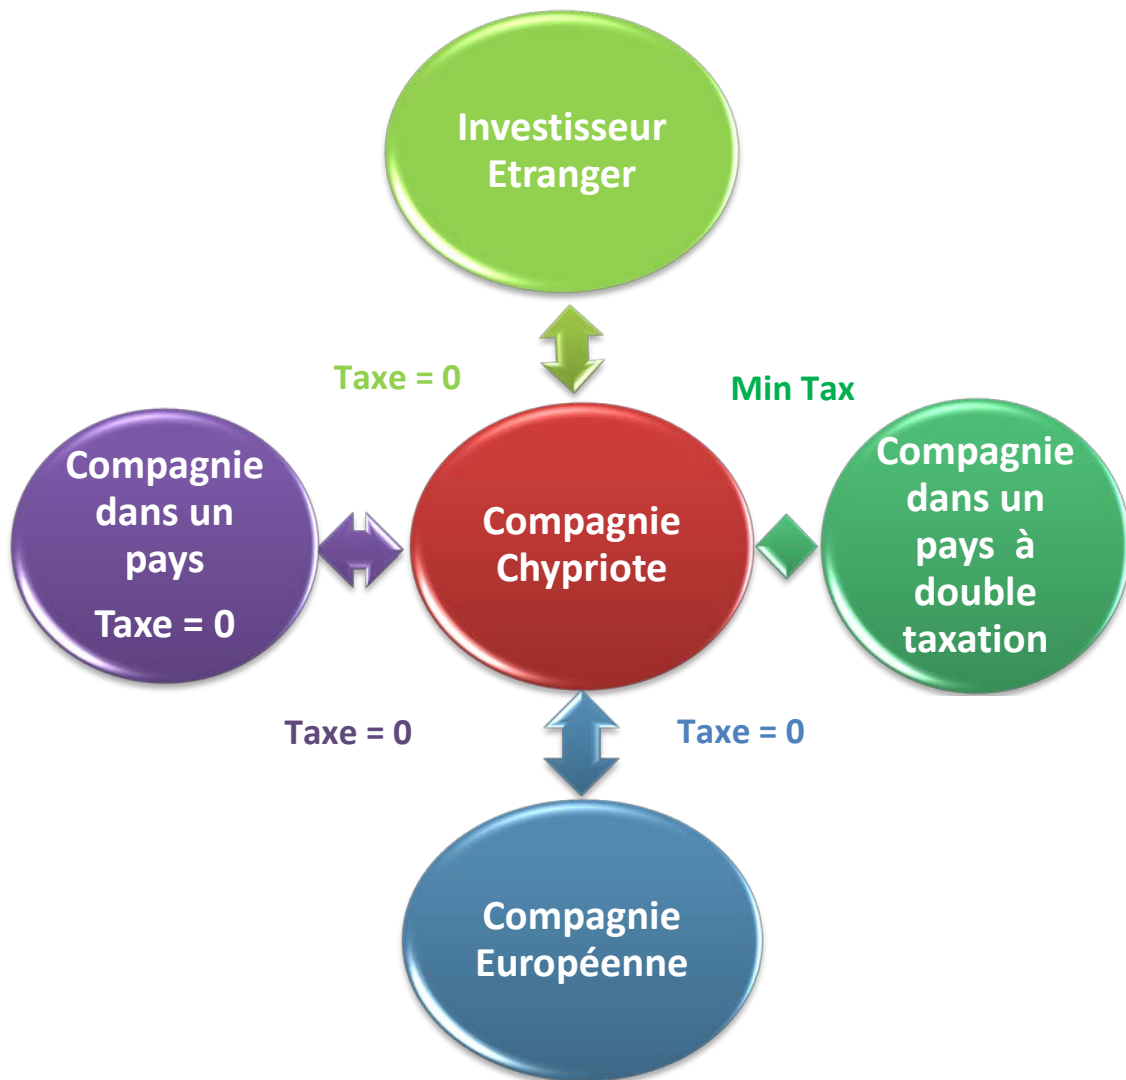 Investisseur
Etranger
Taxe = 0
Min Tax
Compagnie
dans un
pays
Taxe = 0
Compagnie
Chypriote
Compagnie
dans un
pays à
double
taxation
Taxe = 0
Taxe = 0
Compagnie
Européenne